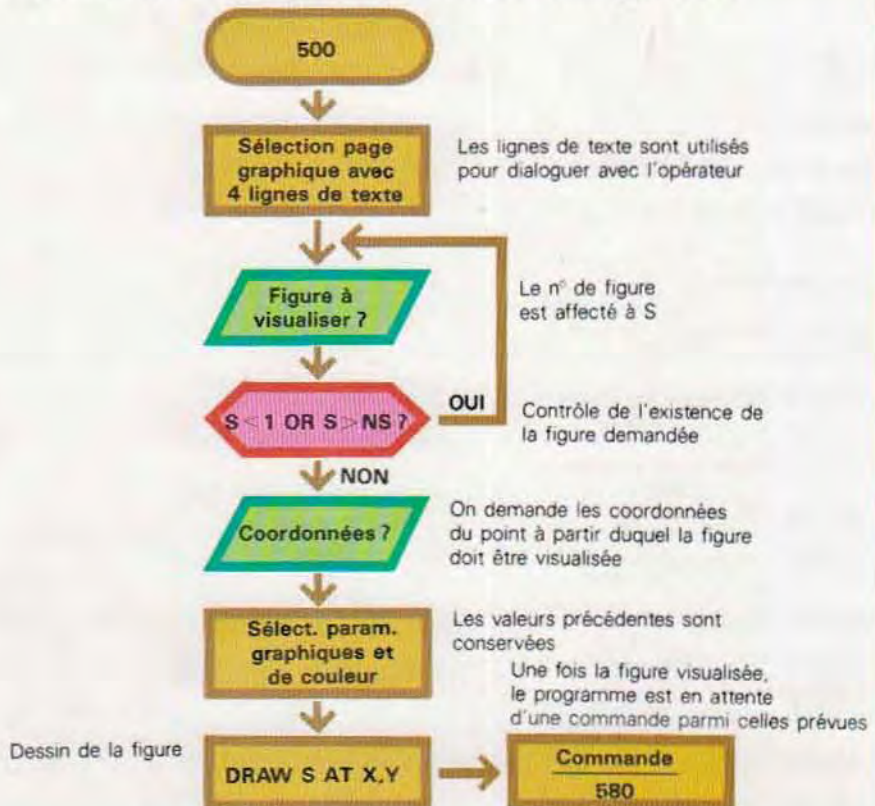 500
Sélection page
graphique avec
4 lignes de texte
Les lignes de texte sont utilisés
pour dialoguer avec l'opérateur
Figure à
visualiser ?
Le n° de figure
est affecté à S
S < 1 OR S > NS ?
OUI
Contrôle de l'existence de
la figure demandée
NON
Coordonnées ?
On demande les coordonnées
du point à partir duquel la figure
doit être visualisée
Sélect. param.
graphiques et
de couleur
Les valeurs précédentes sont
conservées
Une fois la figure visualisée,
le programme est en attente
d'une commande parmi celles prévues
Dessin de la figure
DRAW S AT X,Y
Commande
580